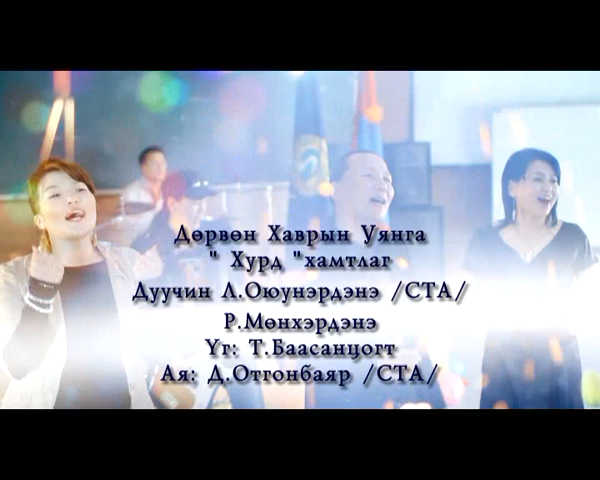 Дөрвөн Хаврын Уянга
" Хурд "хамтлаг
Дуучин Л.Оюунэрдэнэ /СТА/
Р.Мөнхэрдэнэ
Үг: Т.Баасанцогт
Ая: Д.Отгонбаяр /СТА/